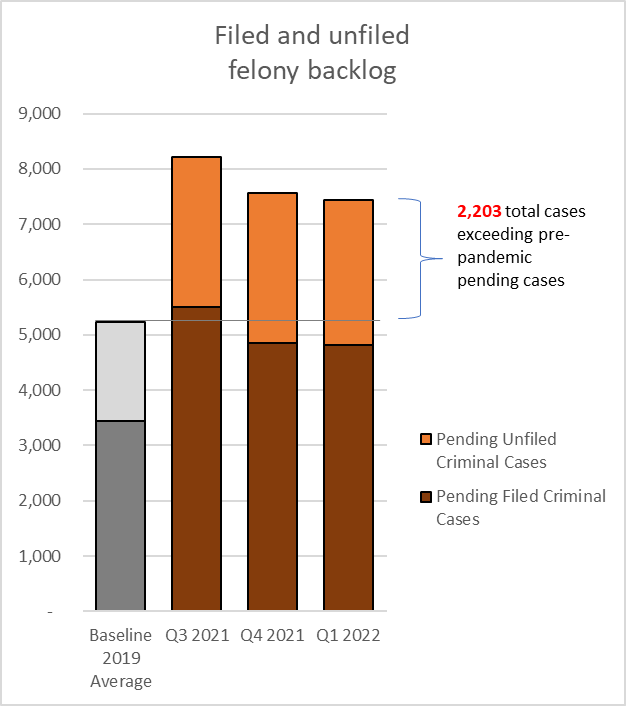 Filed and unfiled
felony backlog
9,000
8,000
7,000
6,000
5,000
4,000
3,000
2,000
1,000
-
2,203 total cases
exceeding pre-
pandemic
pending cases
Pending Unfiled
Criminal Cases
Pending Filed Criminal
Cases
Baseline
2019
Average
Q3 2021
Q4 2021
Q1 2022